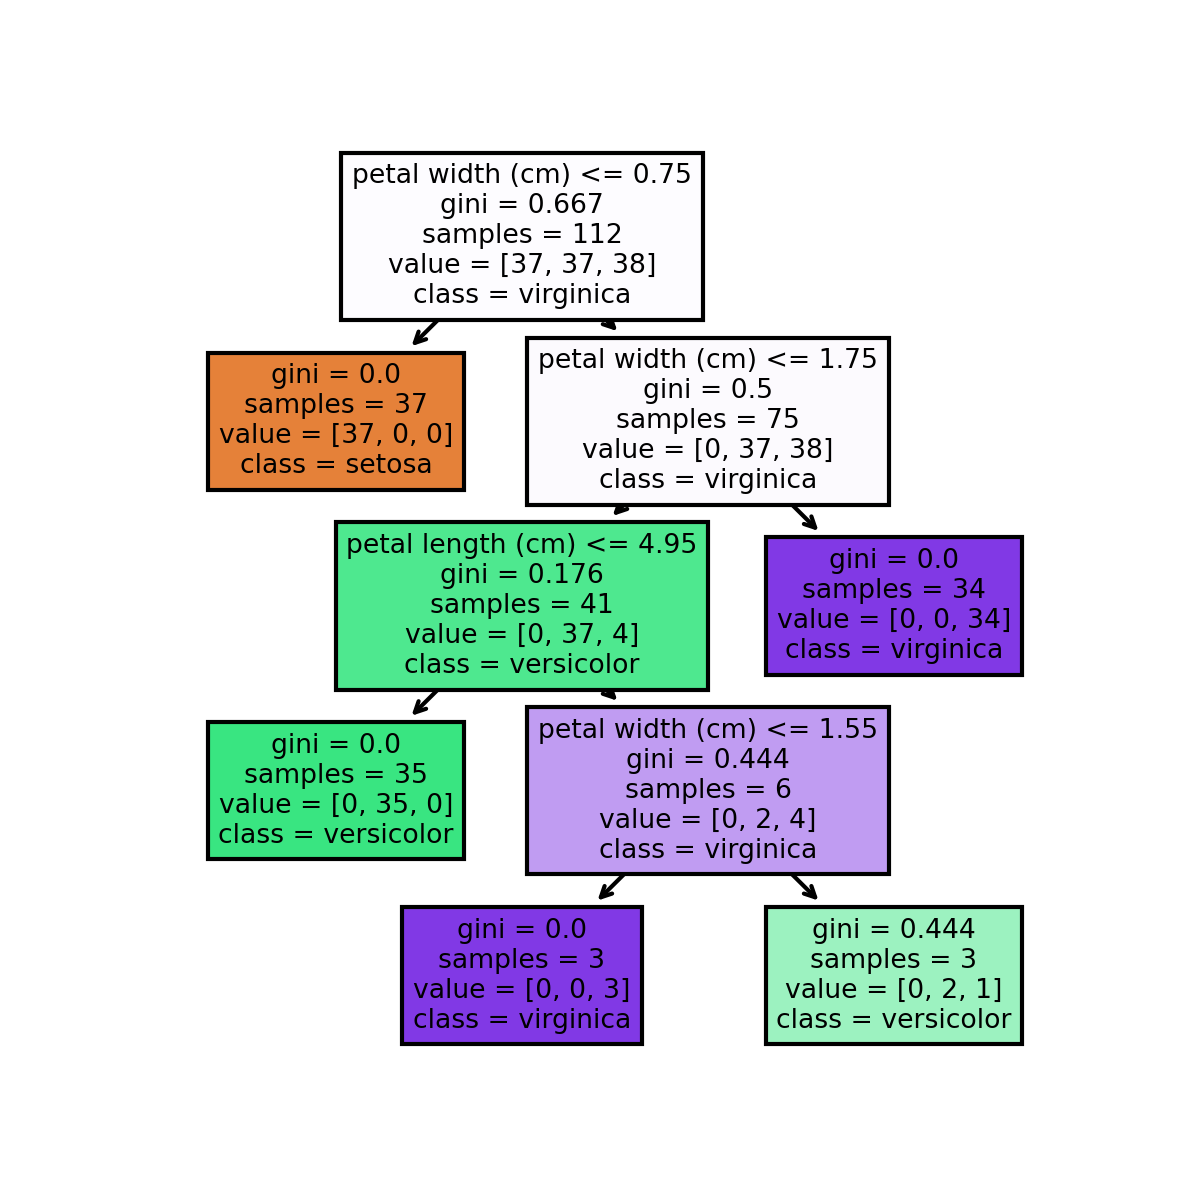 petal width (cm) <= 0.75
gini = 0.667
samples = 112
value = [37, 37, 38]
class = virginica
gini = 0.0
samples = 37
value = [37, 0, 0]
class = setosa
petal width (cm) <= 1.75
gini = 0.5
samples = 75
value = [0, 37, 38]
class = virginica
petal length (cm) <= 4.95
gini = 0.176
samples = 41
value = [0, 37, 4]
class = versicolor
gini = 0.0
samples = 34
value = [0, 0, 34]
class = virginica
gini = 0.0
samples = 35
value = [0, 35, 0]
class = versicolor
petal width (cm) <= 1.55
gini = 0.444
samples = 6
value = [0, 2, 4]
class = virginica
gini = 0.0
samples = 3
value = [0, 0, 3]
class = virginica
gini = 0.444
samples = 3
value = [0, 2, 1]
class = versicolor